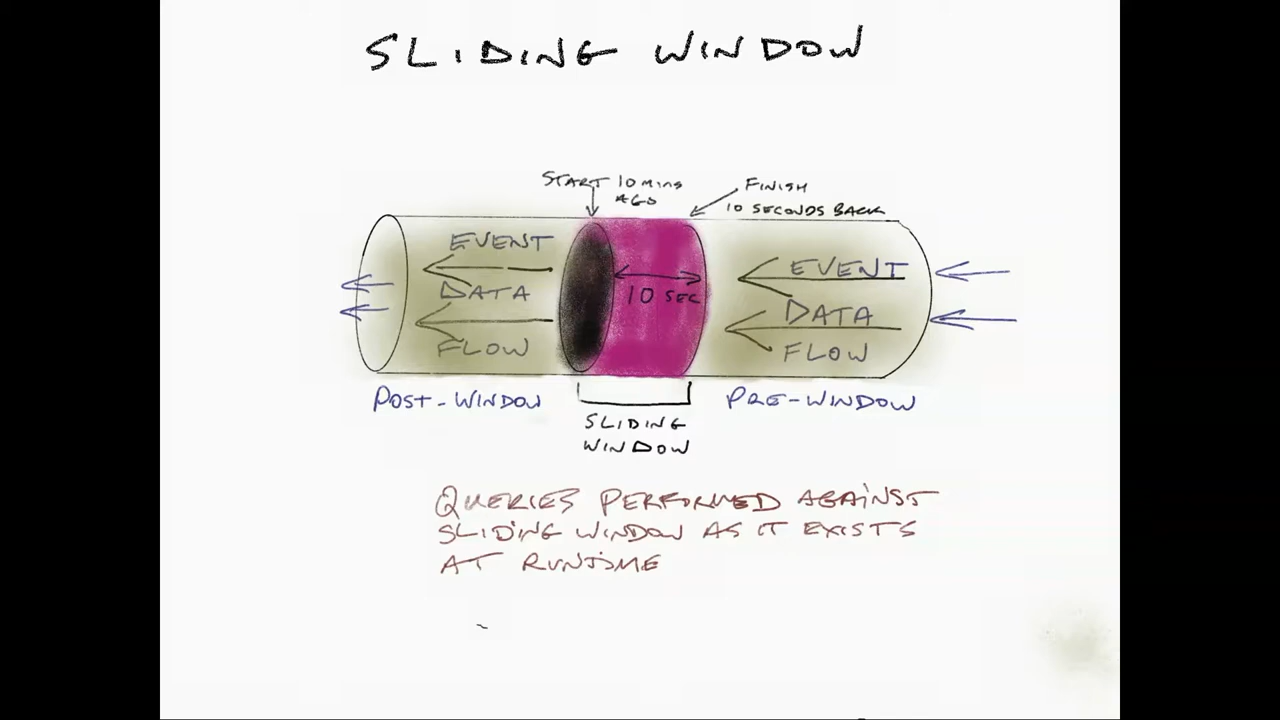 SLIDING WINDOW
START 10 MINS
AGO
FINISH
10 SECONDS BACK
EVENT
DATA
FLOW
10 SEC
EVENT
DATA
FLOW
POST-WINDOW
SLIDING
WINDOW
PRE-WINDOW
QUERIES PERFORMED AGAINST
SLIDING WINDOW AS IT EXISTS
AT RUNTIME